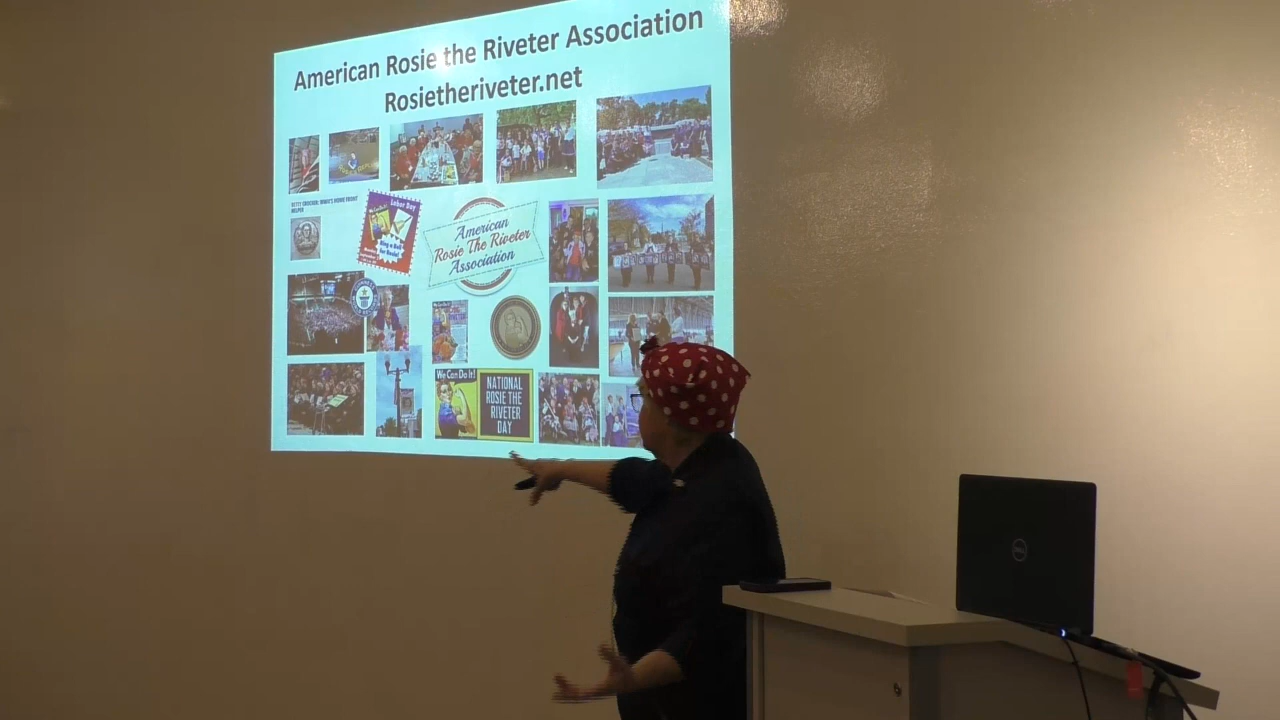 American Rosie the Riveter Association
Rosietheriveter.net
Labor Day
American
Rosie The Riveter
Association
We Can Do It!
NATIONAL
ROSIE THE
RIVETER
DAY
DELL